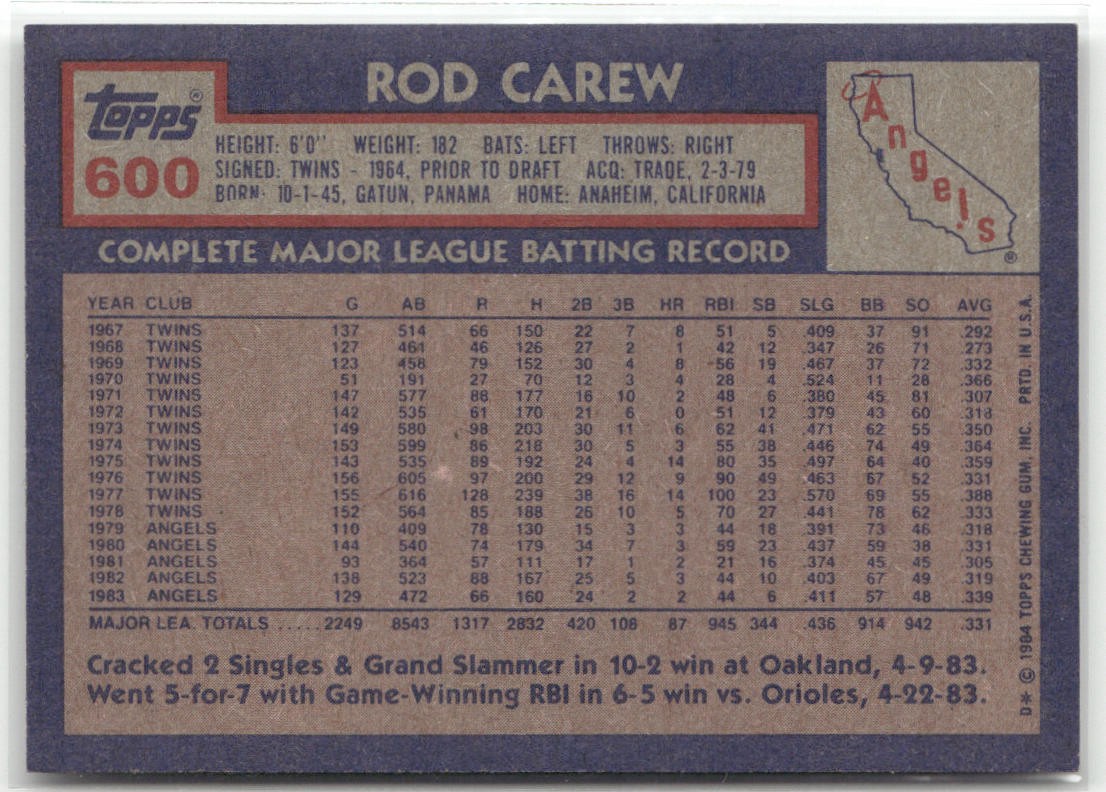 ROD CAREW
Topps®
600
HEIGHT: 6'0" WEIGHT: 182 BATS: LEFT THROWS: RIGHT
SIGNED: TWINS - 1964, PRIOR TO DRAFT ACQ: TRADE, 2-3-79
BORN: 10-1-45, GATUN, PANAMA HOME: ANAHEIM, CALIFORNIA
Angels
®
COMPLETE MAJOR LEAGUE BATTING RECORD
YEAR CLUB G AB R H 2B 3B HR RBI SB SLG BB SO AVG
1967 TWINS 137 514 66 150 22 7 8 51 5 .409 37 91 .292
1968 TWINS 127 461 46 126 27 2 1 42 12 .347 26 71 .273
1969 TWINS 123 458 79 152 30 4 8 56 19 .467 37 72 .332
1970 TWINS 51 191 27 70 12 3 4 28 4 .524 11 28 .366
1971 TWINS 147 577 88 177 16 10 2 48 6 .380 45 81 .307
1972 TWINS 142 535 61 170 21 6 0 51 12 .379 43 60 .318
1973 TWINS 149 580 98 203 30 11 6 62 41 .471 62 55 .350
1974 TWINS 153 599 86 218 30 5 3 55 38 .446 74 49 .364
1975 TWINS 143 535 89 192 24 4 14 80 35 .497 64 40 .359
1976 TWINS 156 605 97 200 29 12 9 90 49 .463 67 52 .331
1977 TWINS 155 616 128 239 38 16 14 100 23 .570 69 55 .388
1978 TWINS 152 564 85 188 26 10 5 70 27 .441 78 62 .333
1979 ANGELS 110 409 78 130 15 3 3 44 18 .391 73 46 .318
1980 ANGELS 144 540 74 179 34 7 3 59 23 .437 59 38 .331
1981 ANGELS 93 364 57 111 17 1 2 21 16 .374 45 45 .305
1982 ANGELS 138 523 88 167 25 5 3 44 10 .403 67 49 .319
1983 ANGELS 129 472 66 160 24 2 2 44 6 .411 57 48 .339
MAJOR LEA. TOTALS ..... 2249 8543 1317 2832 420 108 87 945 344 .436 914 942 .331
Cracked 2 Singles & Grand Slammer in 10-2 win at Oakland, 4-9-83.
Went 5-for-7 with Game-Winning RBI in 6-5 win vs. Orioles, 4-22-83.
D* © 1984 TOPPS CHEWING GUM, INC. PRTD. IN U.S.A.